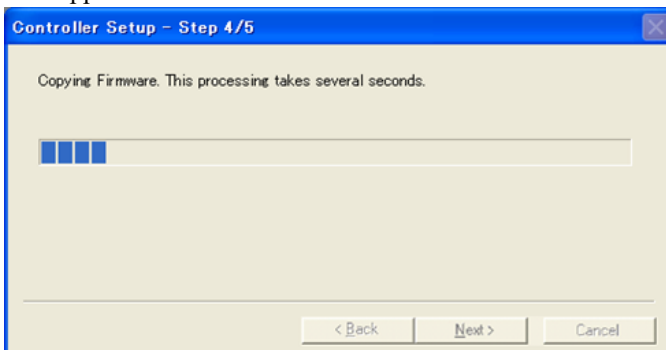 Controller Setup - Step 4/5
Copying Firmware. This processing takes several seconds.
< Back
Next >
Cancel